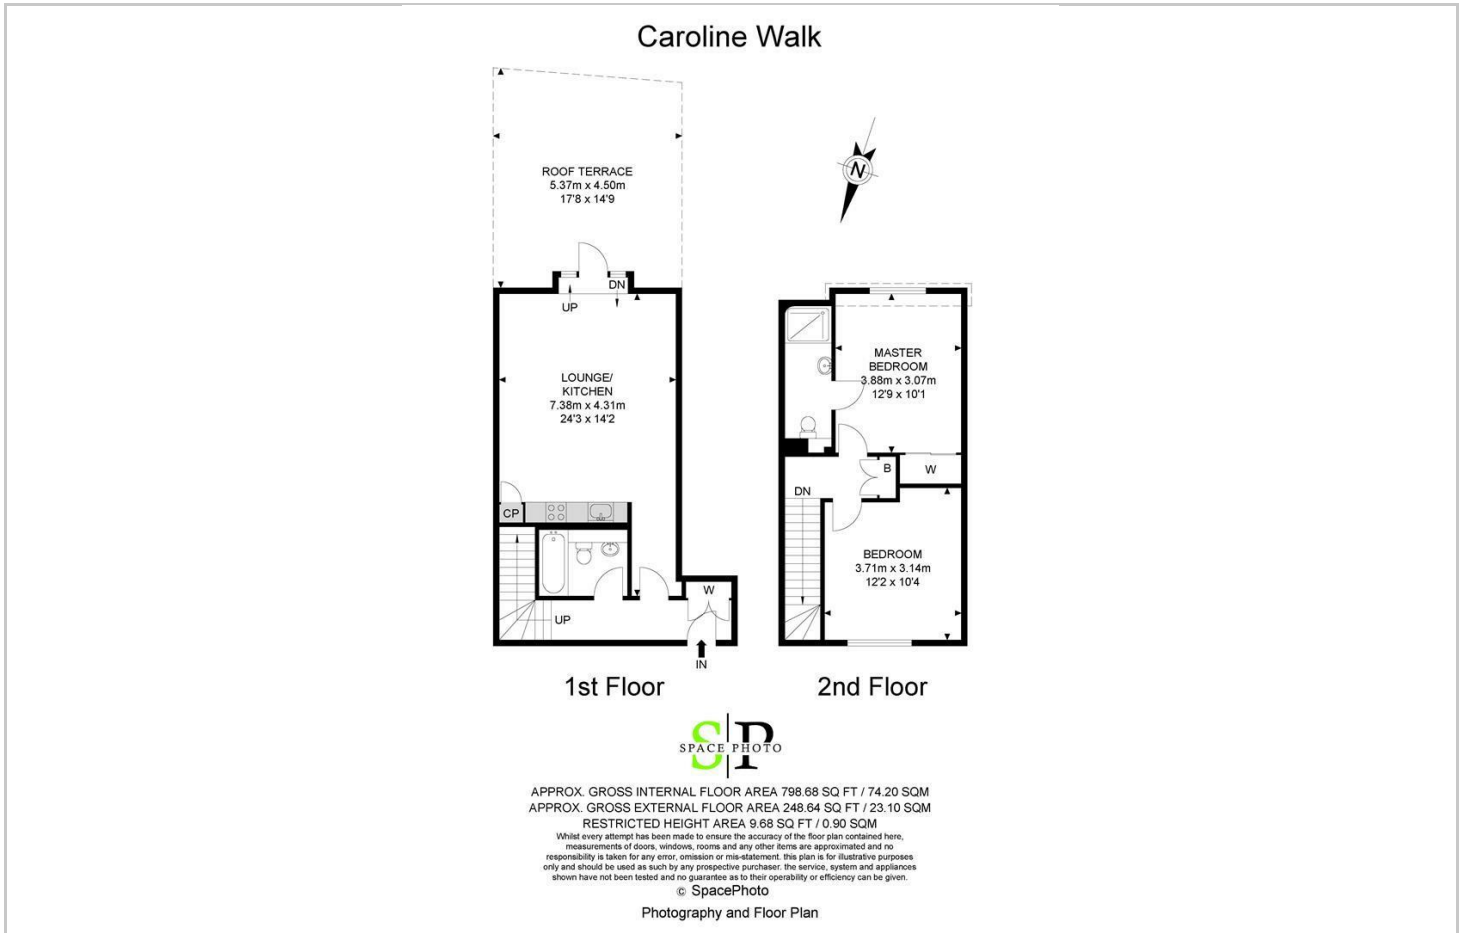 Caroline Walk
ROOF TERRACE
5.37m x 4.50m
17'8 x 14'9
N
DN
UP
LOUNGE/
KITCHEN
7.38m x 4.31m
24'3 x 14'2
CP
W
UP
IN
1st Floor
MASTER
BEDROOM
3.88m x 3.07m
12'9 x 10'1
B
W
DN
BEDROOM
3.71m x 3.14m
12'2 x 10'4
2nd Floor
SP
SPACE PHOTO
APPROX. GROSS INTERNAL FLOOR AREA 798.68 SQ FT / 74.20 SQM
APPROX. GROSS EXTERNAL FLOOR AREA 248.64 SQ FT / 23.10 SQM
RESTRICTED HEIGHT AREA 9.68 SQ FT / 0.90 SQM
Whilst every attempt has been made to ensure the accuracy of the floor plan contained here,
measurements of doors, windows, rooms and any other items are approximated and no
responsibility is taken for any error, omission or mis-statement. this plan is for illustrative purposes
only and should be used as such by any prospective purchaser. the service, system and appliances
shown have not been tested and no guarantee as to their operability or efficiency can be given.
© SpacePhoto
Photography and Floor Plan